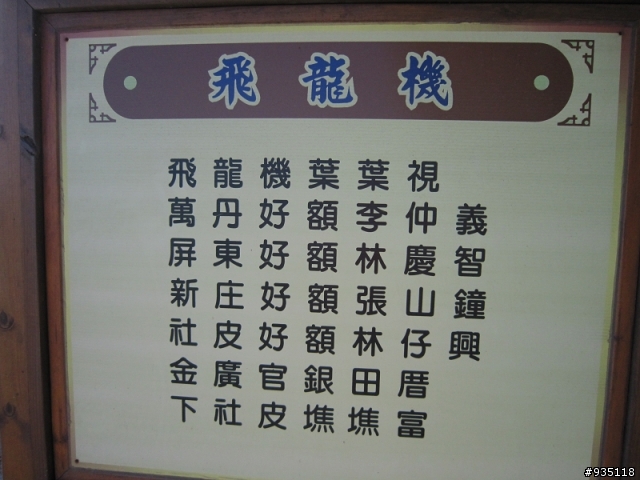 飛龍機
飛龍機葉葉視
萬丹好額李仲義
屏東好額林慶智
新庄好額張山鐘
社皮好額林仔興
金廣官銀田厝
下社皮富
#935118